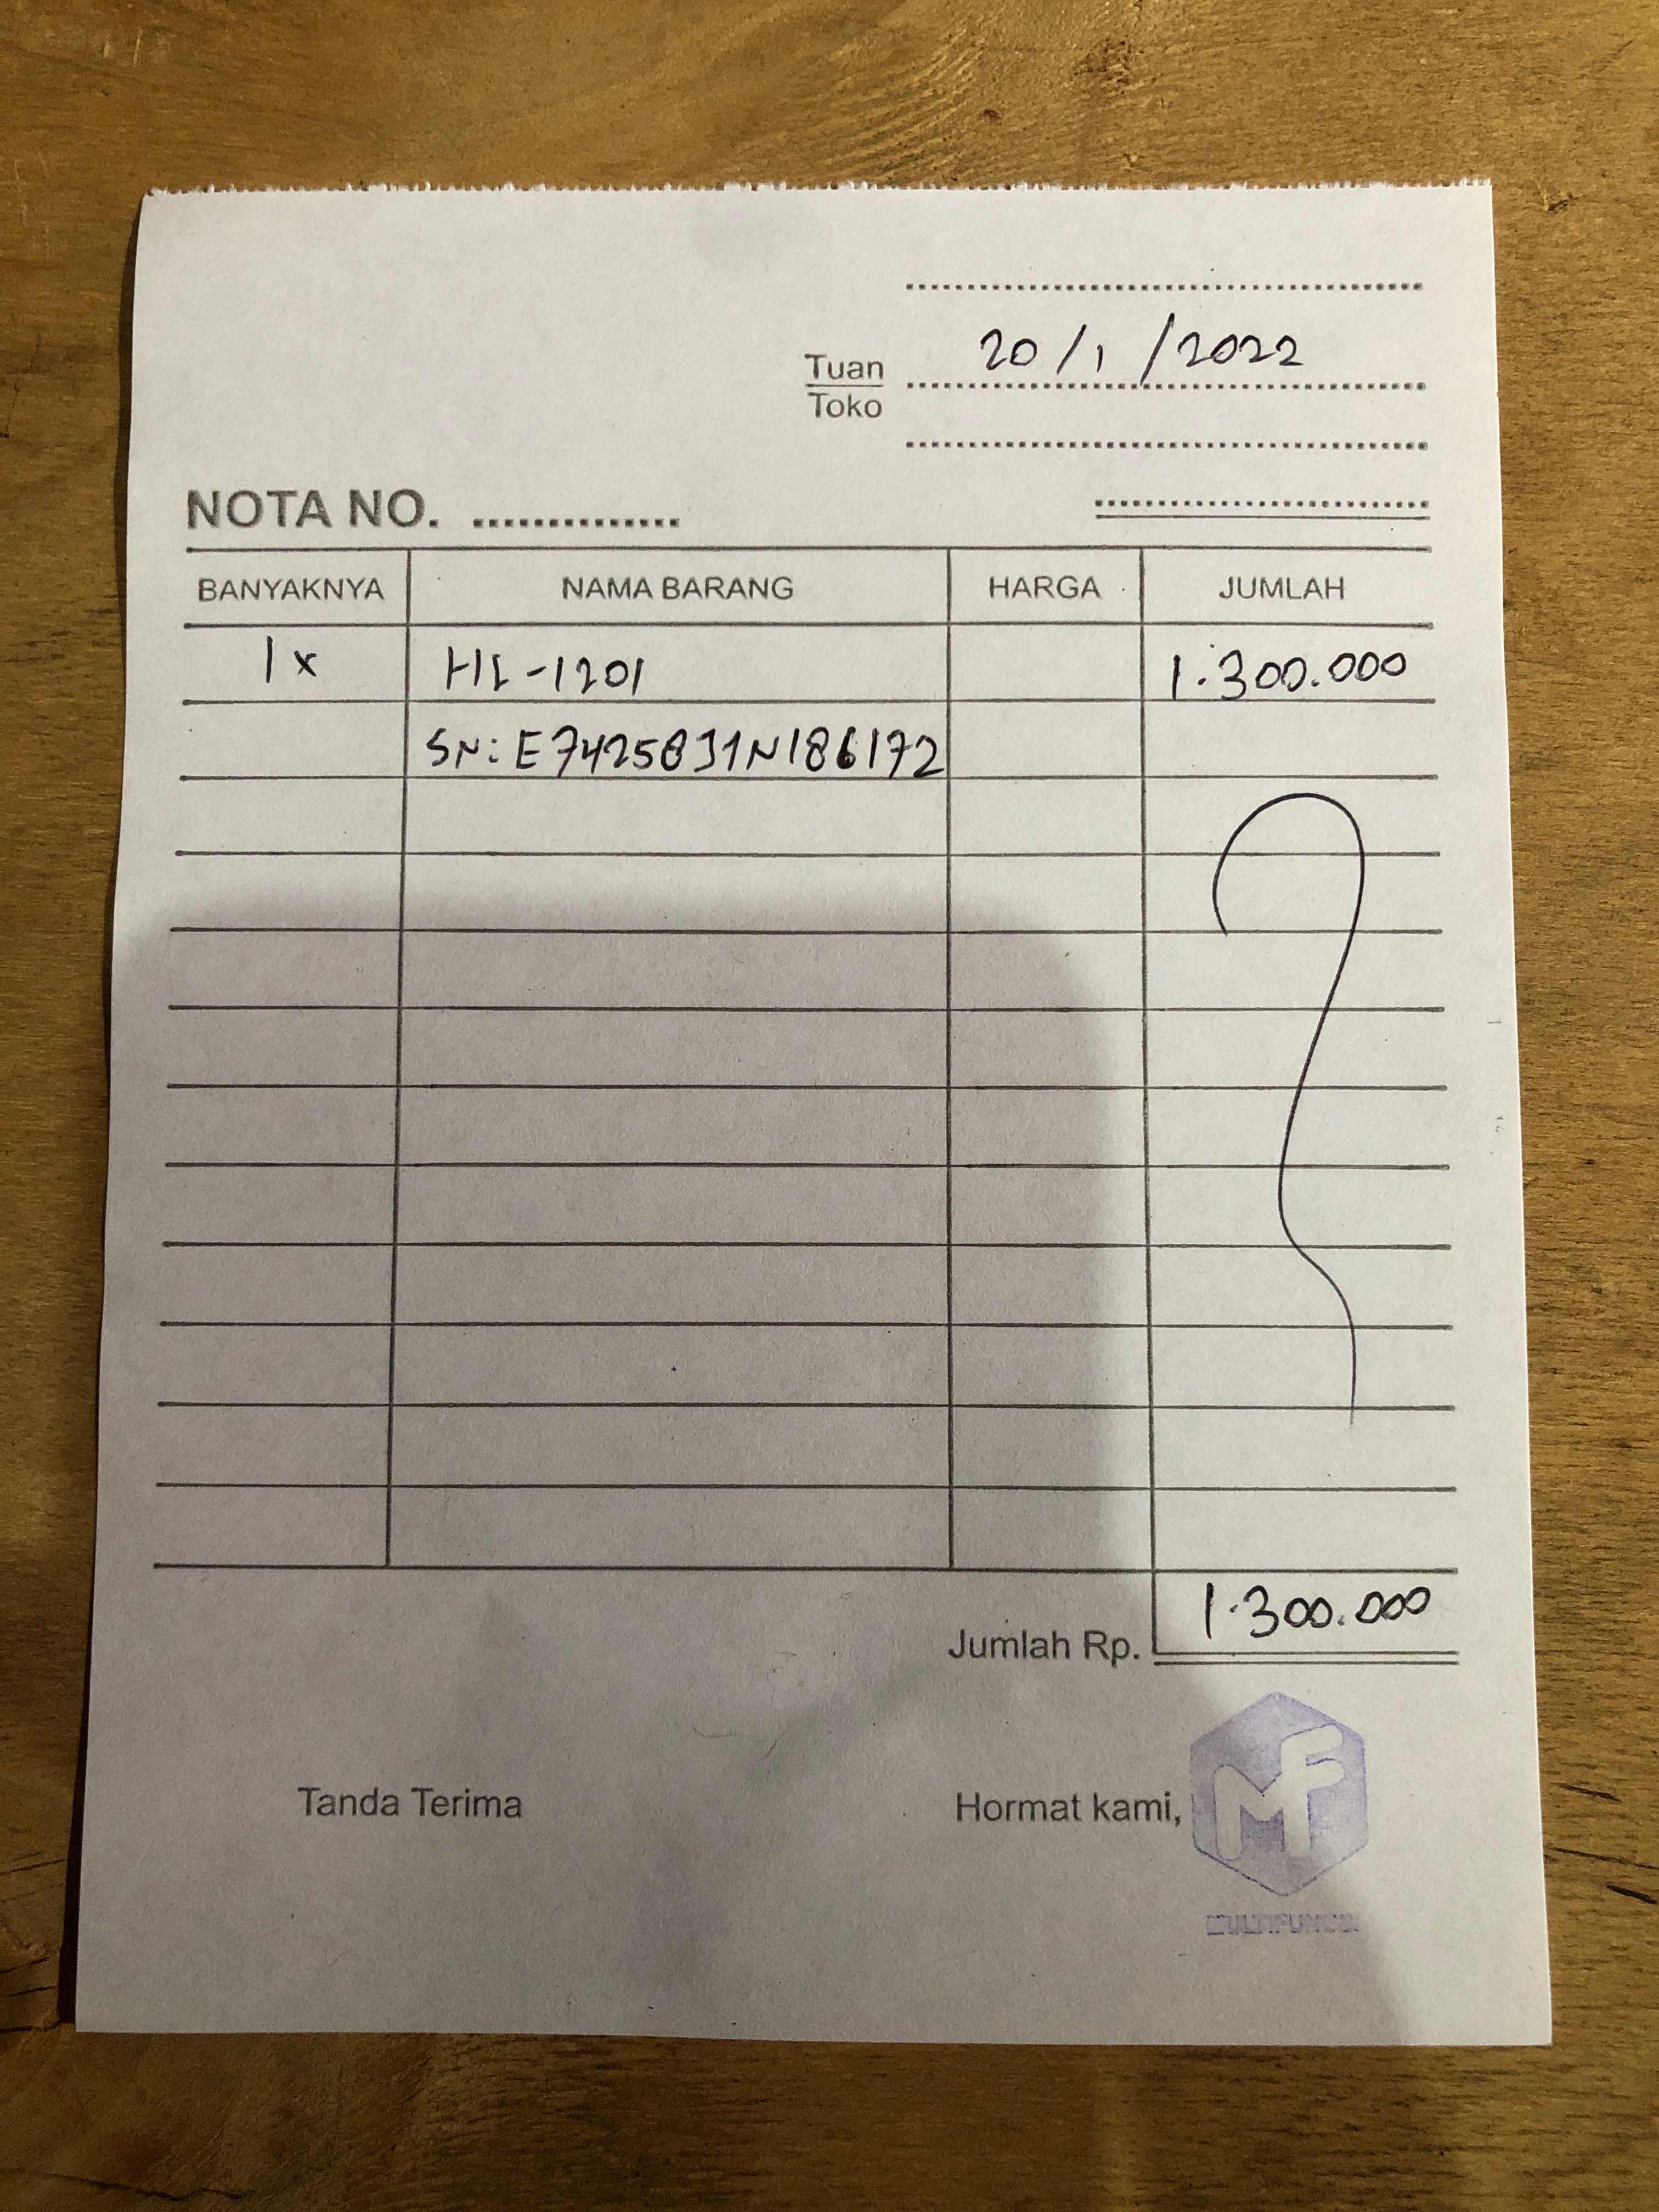 20/1/2022
Tuan
Toko
NOTA NO. ..............
BANYAKNYA NAMA BARANG HARGA JUMLAH
1x HL-1201 1.300.000
SN: E74258J1N186172
Jumlah Rp. 1.300.000
Tanda Terima Hormat kami,
MF